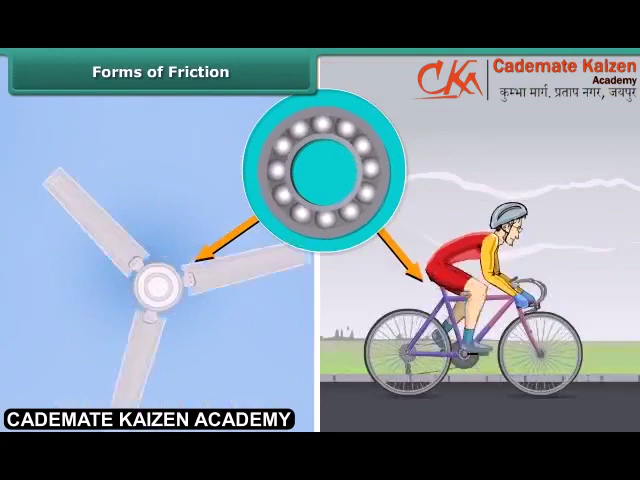 Forms of Friction
CKA
Cademate Kaizen
Academy
कुम्भा मार्ग. प्रताप नगर, जयपुर
CADEMATE KAIZEN ACADEMY